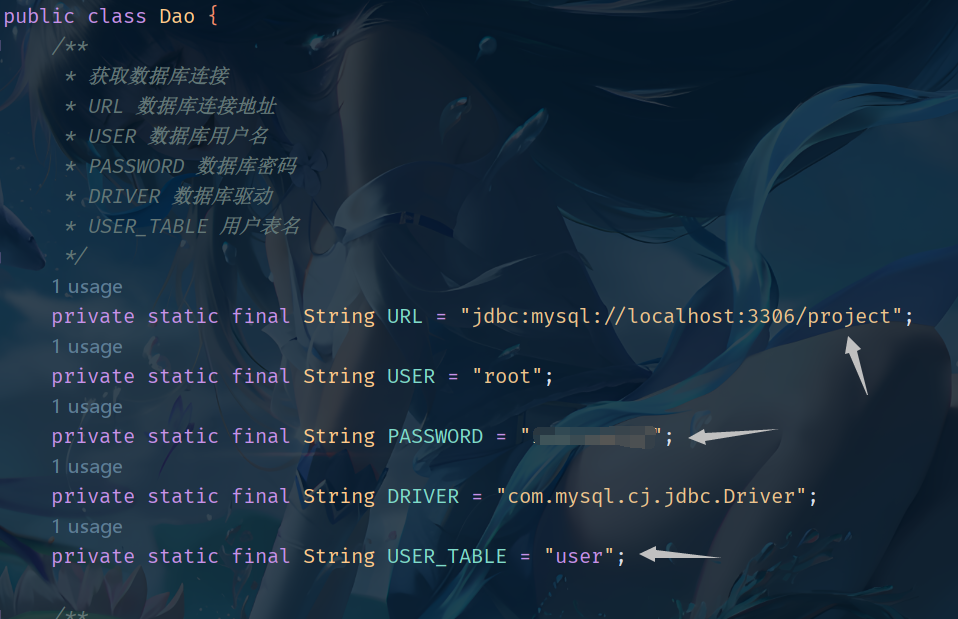 public class Dao {
/**
* 获取数据库连接
* URL 数据库连接地址
* USER 数据库用户名
* PASSWORD 数据库密码
* DRIVER 数据库驱动
* USER_TABLE 用户表名
*/
1 usage
private static final String URL = "jdbc:mysql://localhost:3306/project";
1 usage
private static final String USER = "root";
1 usage
private static final String PASSWORD = "";
1 usage
private static final String DRIVER = "com.mysql.cj.jdbc.Driver";
1 usage
private static final String USER_TABLE = "user";
/**